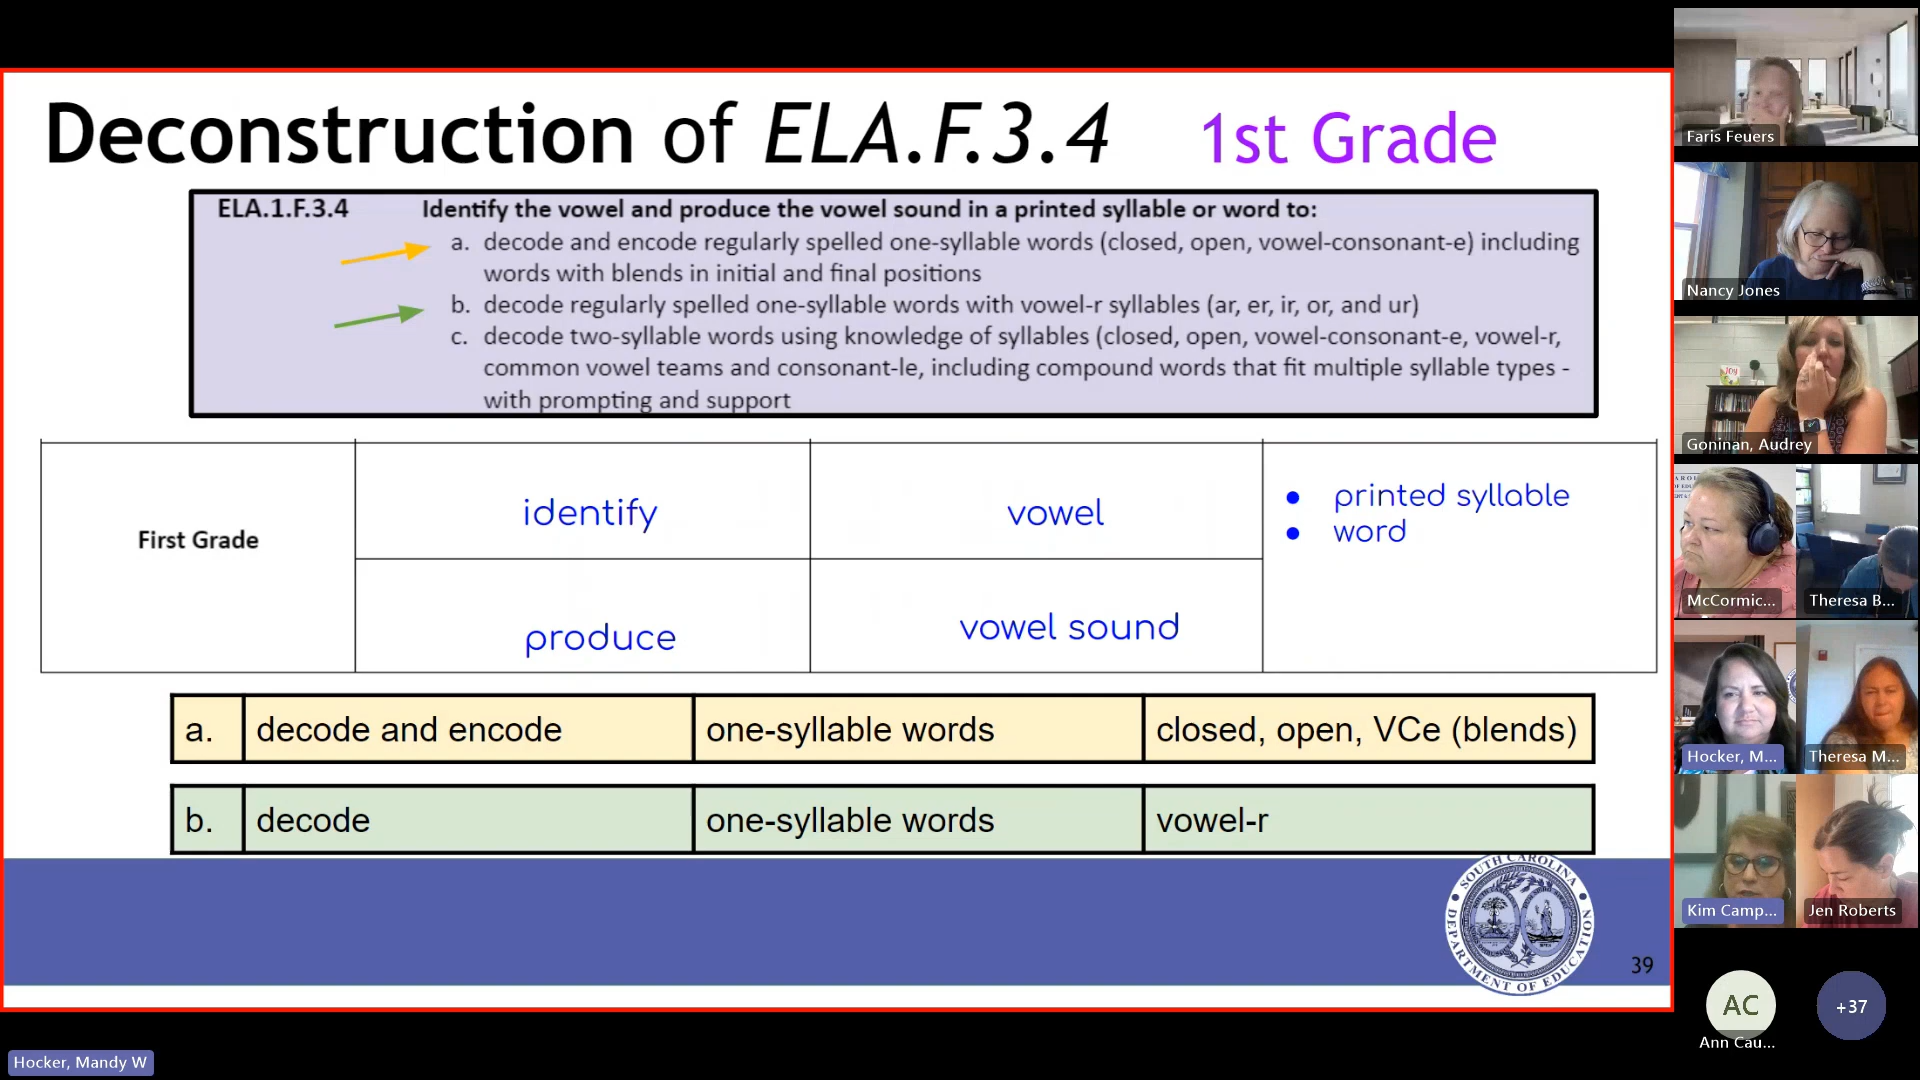 Deconstruction of ELA.F.3.4 1st Grade
ELA.1.F.3.4 Identify the vowel and produce the vowel sound in a printed syllable or word to:
a. decode and encode regularly spelled one-syllable words (closed, open, vowel-consonant-e) including
words with blends in initial and final positions
b. decode regularly spelled one-syllable words with vowel-r syllables (ar, er, ir, or, and ur)
c. decode two-syllable words using knowledge of syllables (closed, open, vowel-consonant-e, vowel-r,
common vowel teams and consonant-le, including compound words that fit multiple syllable types -
with prompting and support
First Grade
identify
vowel
• printed syllable
• word
produce
vowel sound
a. decode and encode one-syllable words closed, open, VCe (blends)
b. decode one-syllable words vowel-r
SOUTH CAROLINA
DEPARTMENT OF EDUCATION
39
Hocker, Mandy W
Faris Feuers
Nancy Jones
Goninan, Audrey
JOY
McCormic...
Theresa B...
Hocker, M...
Theresa M...
Kim Camp...
Jen Roberts
AC
Ann Cau...
+37